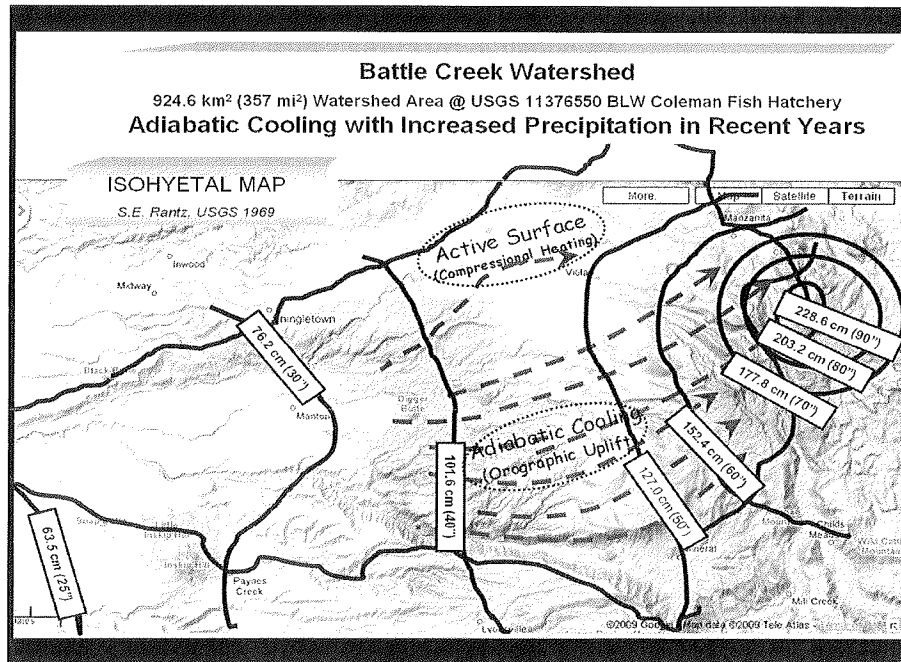 Battle Creek Watershed
924.6 km² (357 mi²) Watershed Area @ USGS 11376550 BLW Coleman Fish Hatchery
Adiabatic Cooling with Increased Precipitation in Recent Years
ISOHYETAL MAP
S.E. Rantz, USGS 1969
More.
Map
Satellite
Terrain
Manzanita
Active Surface
(Compressional Heating)
Viola
Inwood
Midway
228.6 cm (90")
203.2 cm (80")
177.8 cm (70")
76.2 cm (30")
Manton
Digger
Butte
Adiabatic Cooling
(Orographic Uplift)
152.4 cm (60")
101.6 cm (40")
127.0 cm (50")
63.5 cm (25")
Inskip Hill
Paynes
Creek
Childs
Mill Creek
©2009 Google Map data ©2009 Tele Atlas